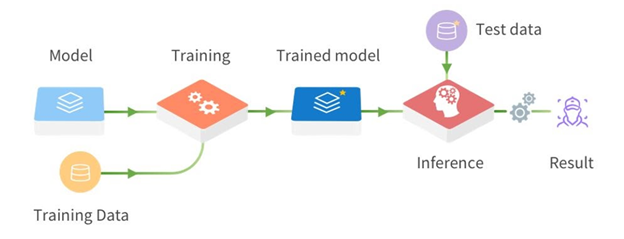 Test data
Model
Training
Trained model
Inference
Result
Training Data